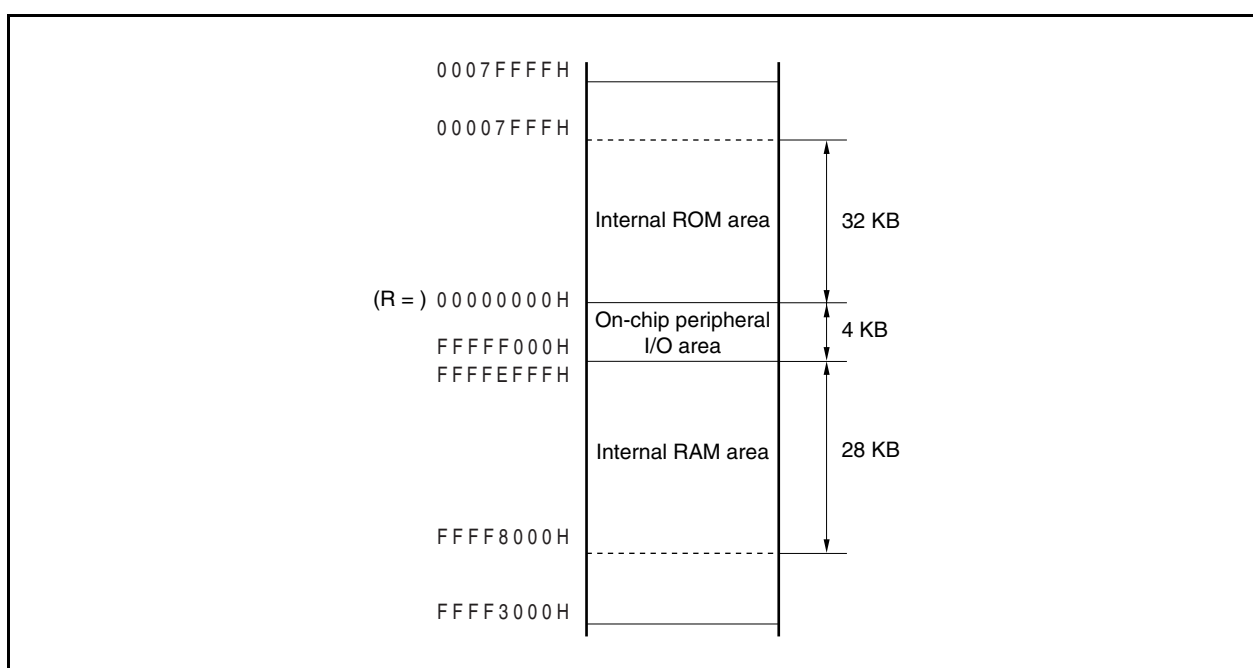 0007FFFFH
00007FFFH
Internal ROM area
32 KB
(R = ) 00000000H
On-chip peripheral
I/O area
4 KB
FFFFF000H
FFFFEFFFH
Internal RAM area
28 KB
FFFF8000H
FFFF3000H